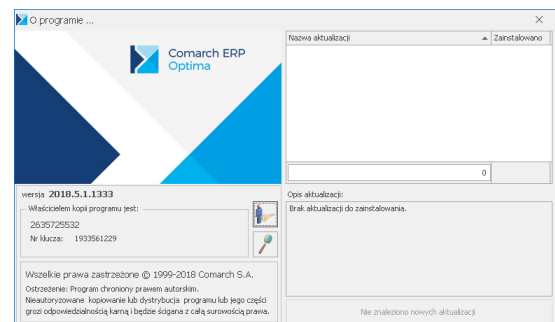 O programie ...
Comarch ERP
Optima
wersja 2018.5.1.1333
Właścicielem kopii programu jest:
2635725532
Nr klucza: 1933561229
Wszelkie prawa zastrzeżone © 1999-2018 Comarch S.A.
Ostrzeżenie: Program chroniony prawem autorskim.
Nieautoryzowane kopiowanie lub dystrybucja programu lub jego części
grozi odpowiedzialnością karną i będzie ścigana z całą surowością prawa.
Nazwa aktualizacji Zainstalowano
0
Opis aktualizacji:
Brak aktualizacji do zainstalowania.
Nie znaleziono nowych aktualizacji